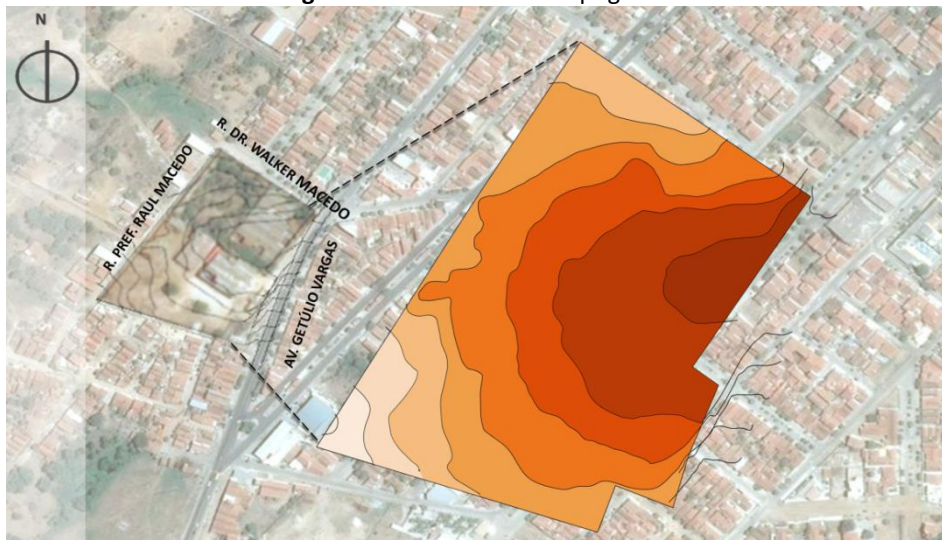 N
R. DR. WALKER MACEDO
R. PREF. RAUL MACEDO
AV. GETÚLIO VARGAS